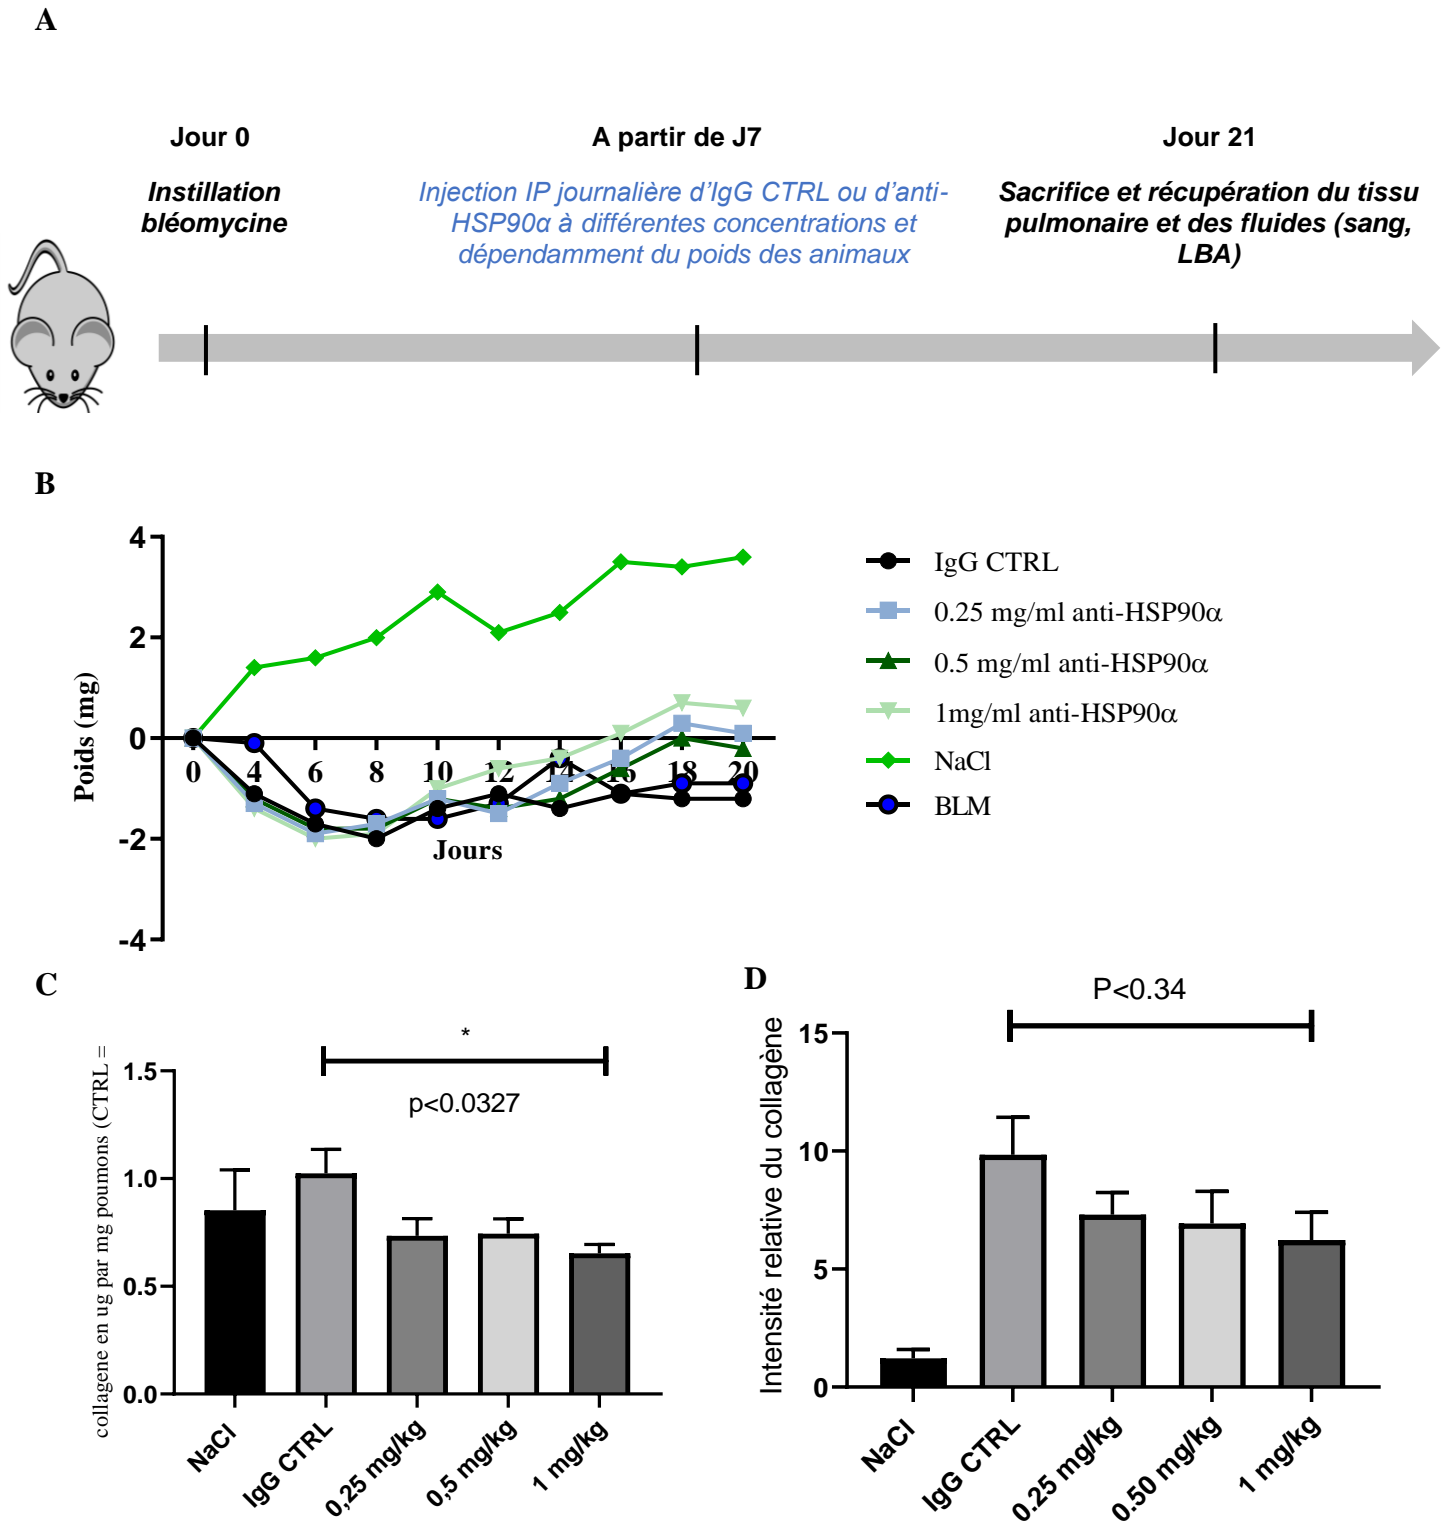 A
Jour 0
Instillation
bléomycine
A partir de J7
Injection IP journalière d'IgG CTRL ou d'anti-
HSP90α à différentes concentrations et
dépendamment du poids des animaux
Jour 21
Sacrifice et récupération du tissu
pulmonaire et des fluides (sang,
LBA)
B
Poids (mg)
4
2
0
-2
-4
0 4 6 8 10 12 14 16 18 20
Jours
IgG CTRL
0.25 mg/ml anti-HSP90α
0.5 mg/ml anti-HSP90α
1mg/ml anti-HSP90α
NaCl
BLM
C
collagene en ug par mg poumons (CTRL =
1.5
1.0
0.5
0.0
*
p<0.0327
NaCl
IgG CTRL
0,25 mg/kg
0,5 mg/kg
1 mg/kg
D
Intensité relative du collagène
15
10
5
0
P<0.34
NaCl
IgG CTRL
0.25 mg/kg
0.50 mg/kg
1 mg/kg